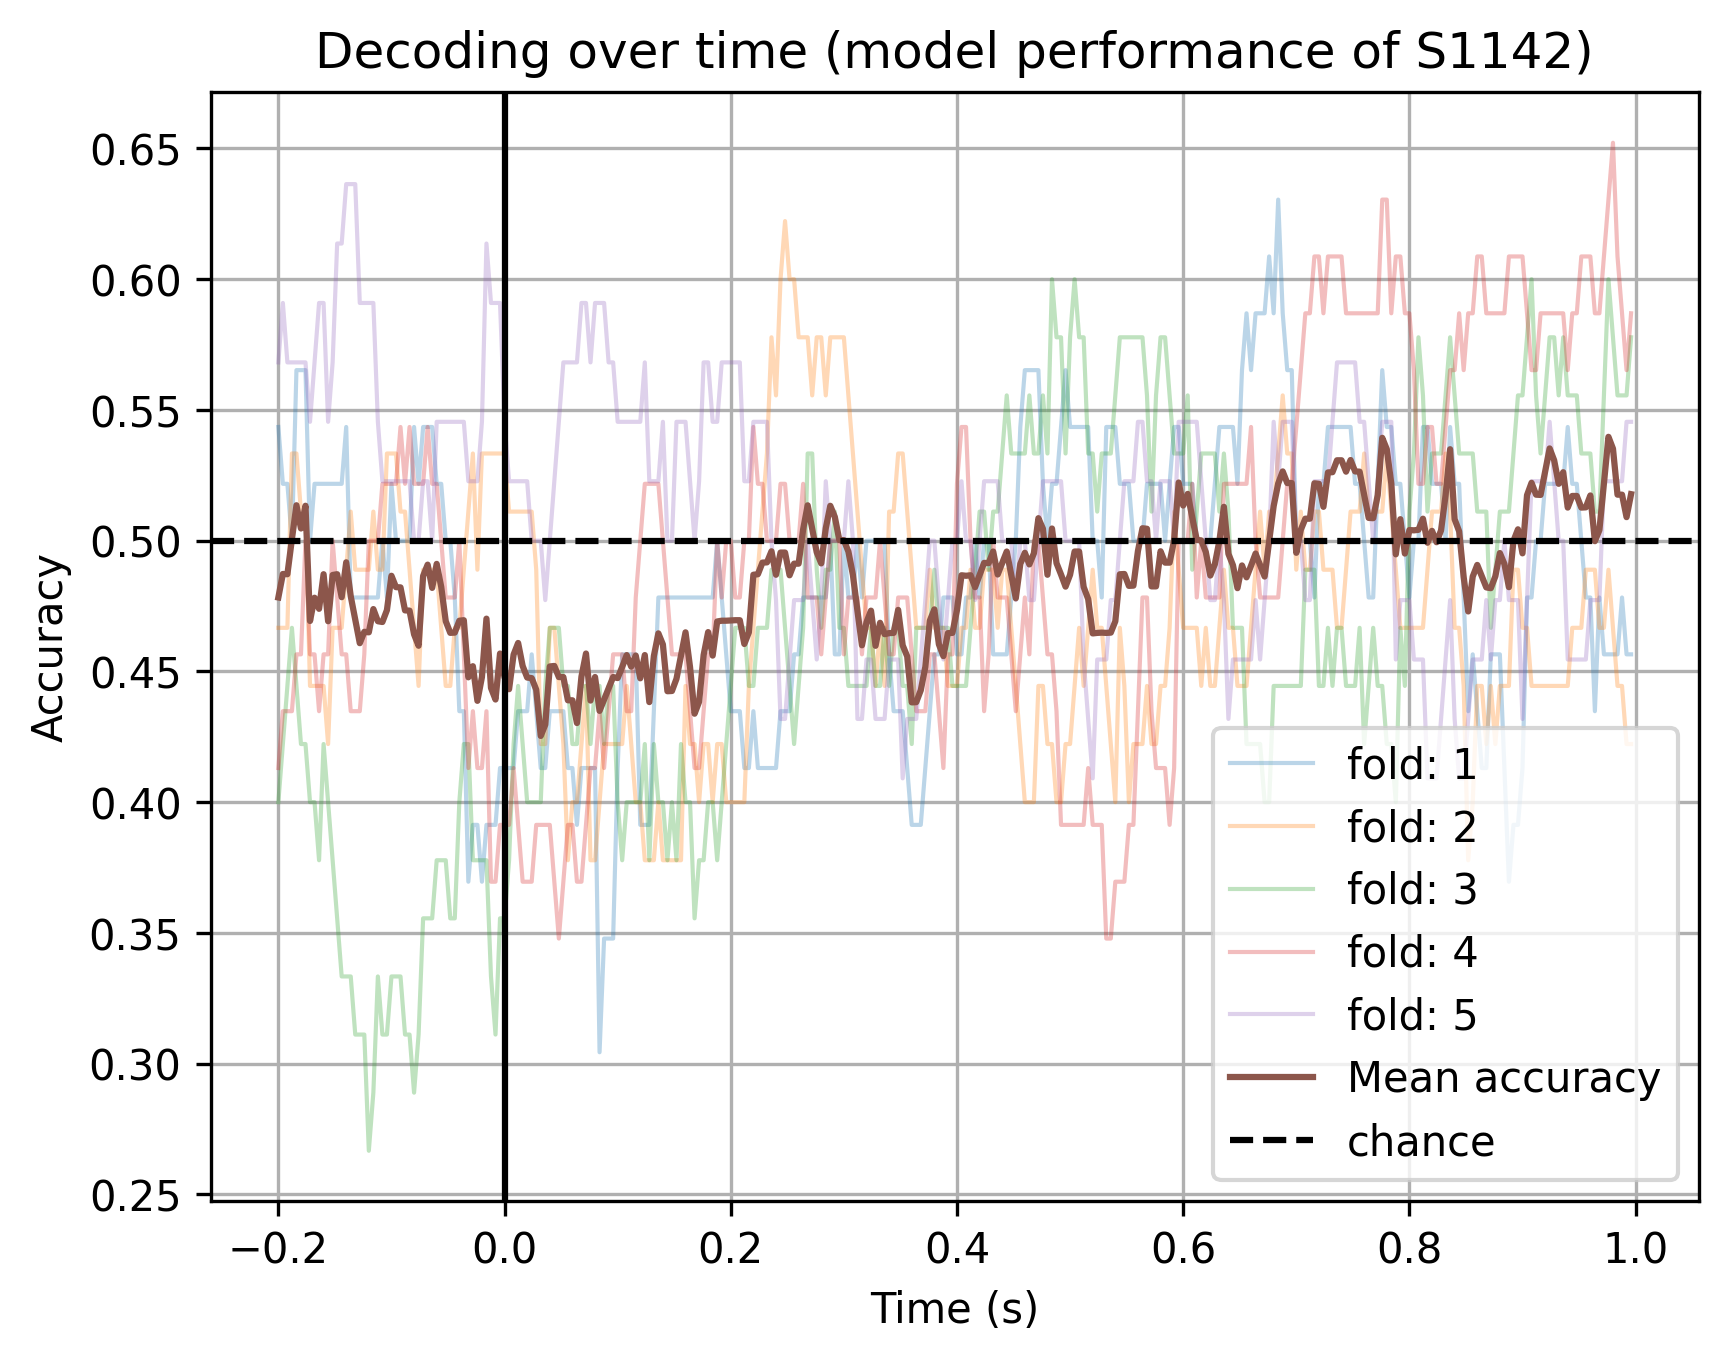 Decoding over time (model performance of S1142)
Accuracy
0.65
0.60
0.55
0.50
0.45
0.40
0.35
0.30
0.25
−0.2 0.0 0.2 0.4 0.6 0.8 1.0
Time (s)
fold: 1
fold: 2
fold: 3
fold: 4
fold: 5
Mean accuracy
chance